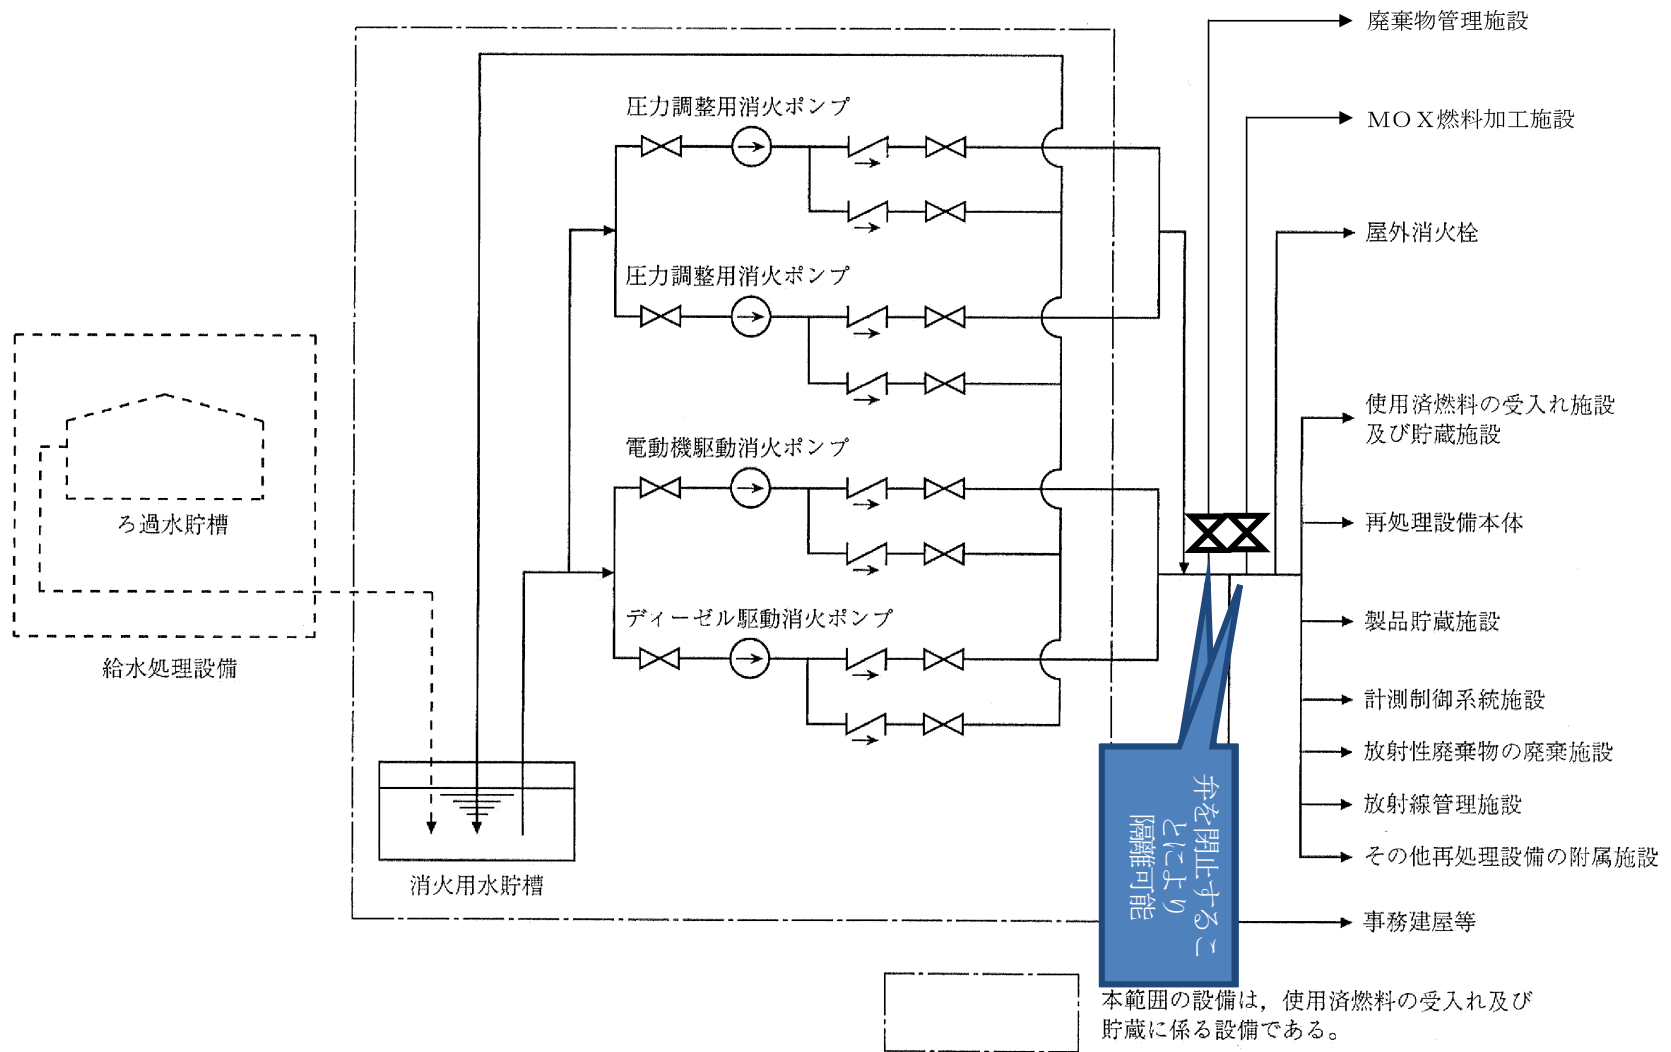 廃棄物管理施設
MOX燃料加工施設
屋外消火栓
使用済燃料の受入れ施設
及び貯蔵施設
再処理設備本体
製品貯蔵施設
計測制御系統施設
放射性廃棄物の廃棄施設
放射線管理施設
その他再処理設備の附属施設
事務建屋等
圧力調整用消火ポンプ
圧力調整用消火ポンプ
電動機駆動消火ポンプ
ディーゼル駆動消火ポンプ
ろ過水貯槽
給水処理設備
消火用水貯槽
弁を閉止するこ
とにより
隔離可能
本範囲の設備は，使用済燃料の受入れ及び
貯蔵に係る設備である。